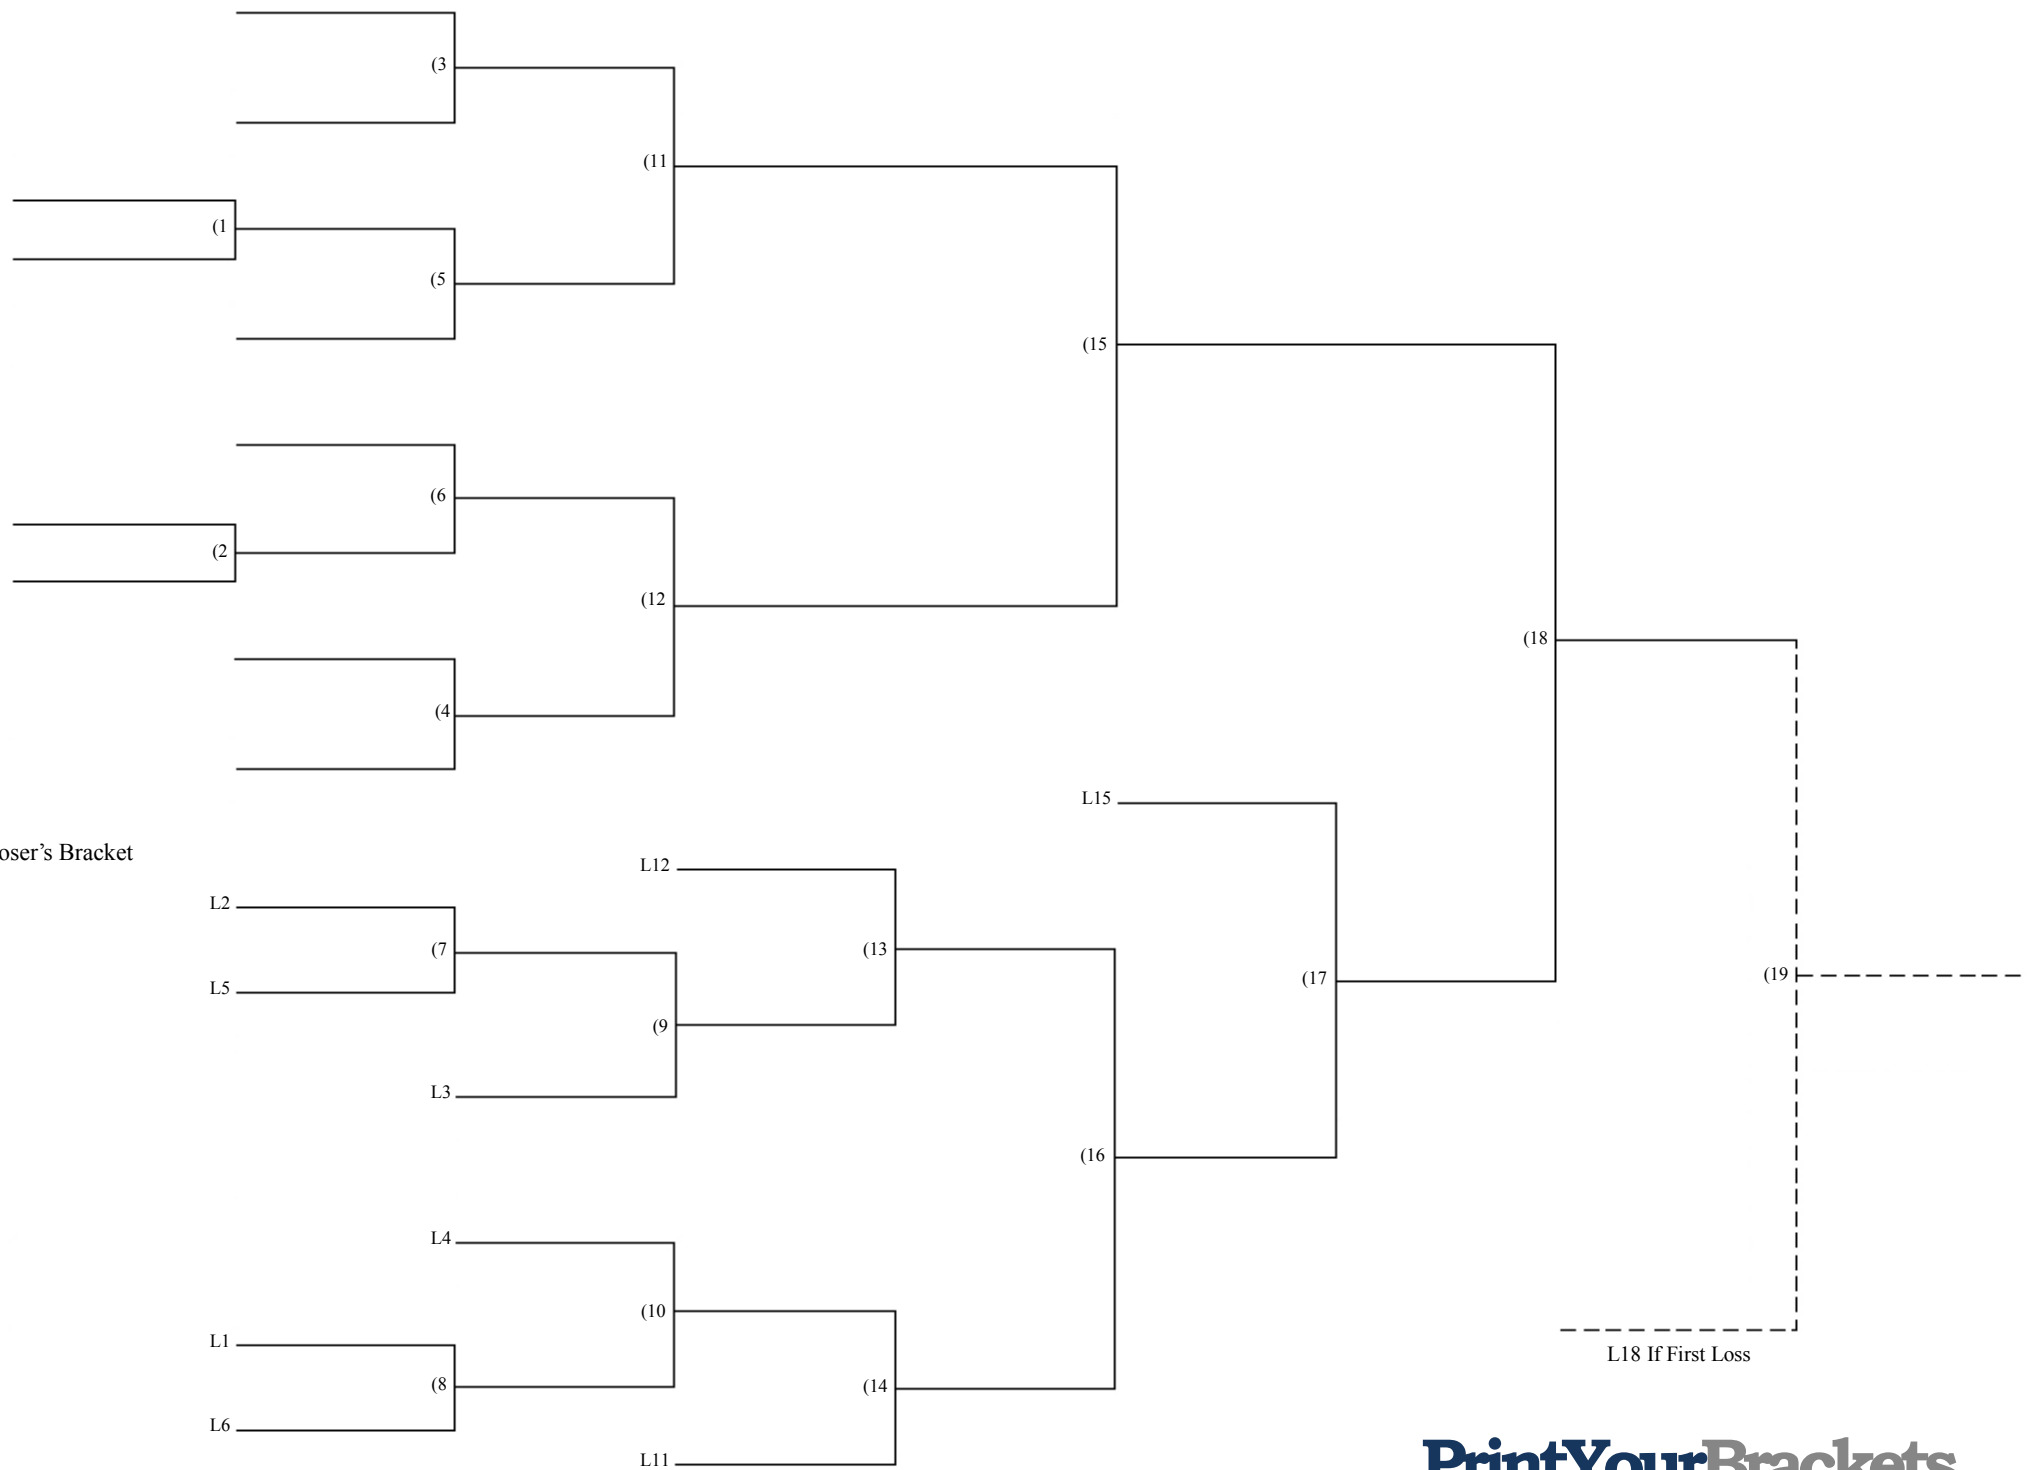 (3
(11
(1
(5
(15
(6
(2
(12
(18
(4
L15
oser’s Bracket
L12
L2
(7
(13
L5
(17
(19
(9
L3
(16
L4
(10
L1
L18 If First Loss
(8
(14
L6
L11
PrintYourBrackets